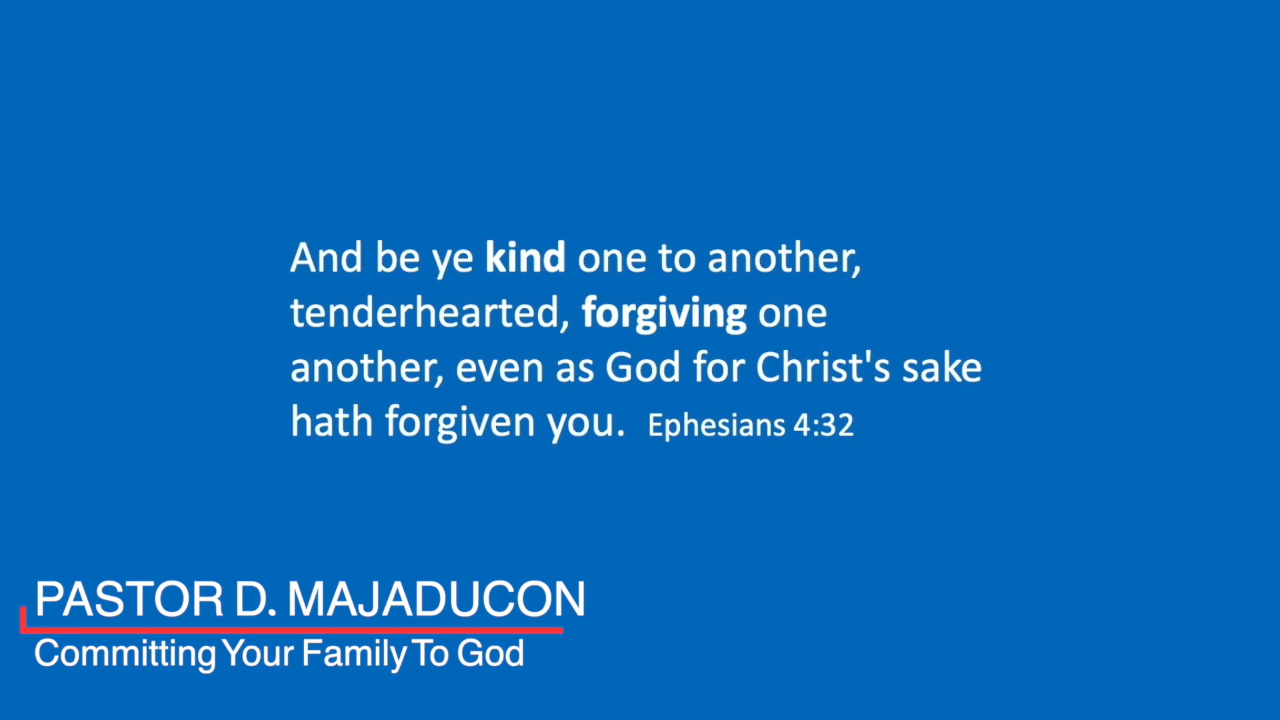 And be ye kind one to another,
tenderhearted, forgiving one
another, even as God for Christ's sake
hath forgiven you. Ephesians 4:32
PASTOR D. MAJADUCON
Committing Your Family To God